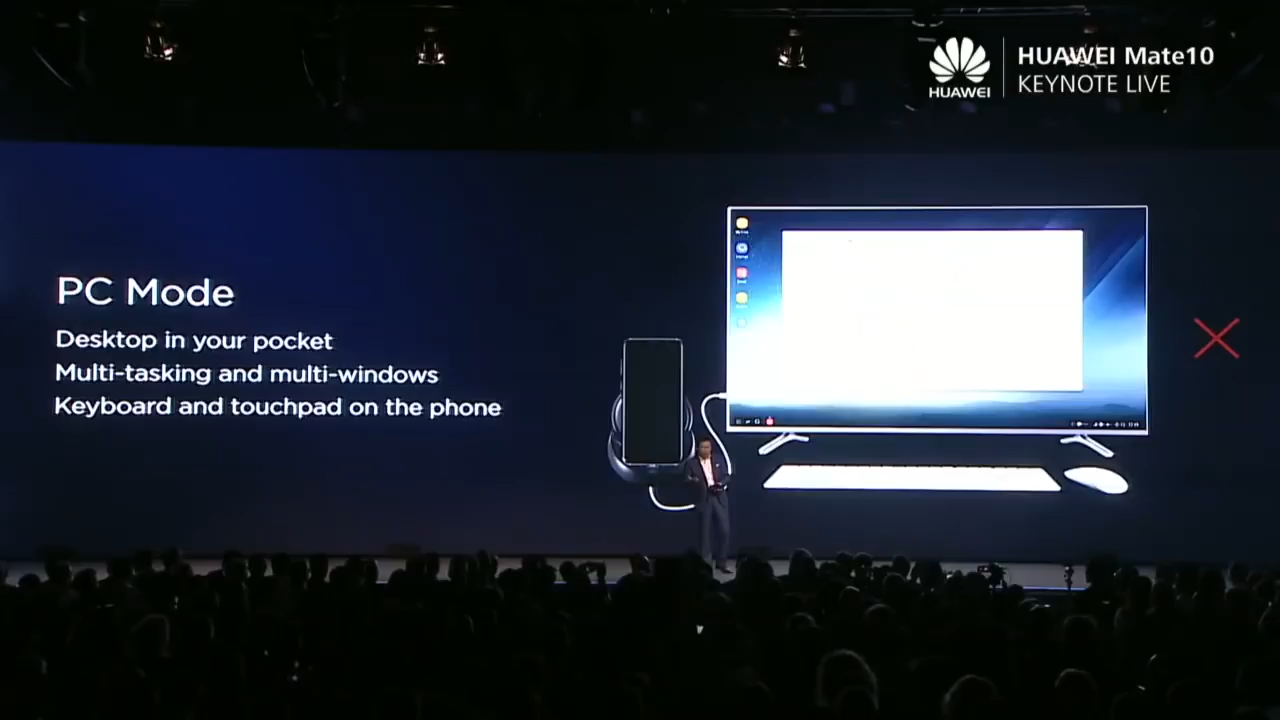 HUAWEI
HUAWEI Mate10
KEYNOTE LIVE
PC Mode
Desktop in your pocket
Multi-tasking and multi-windows
Keyboard and touchpad on the phone